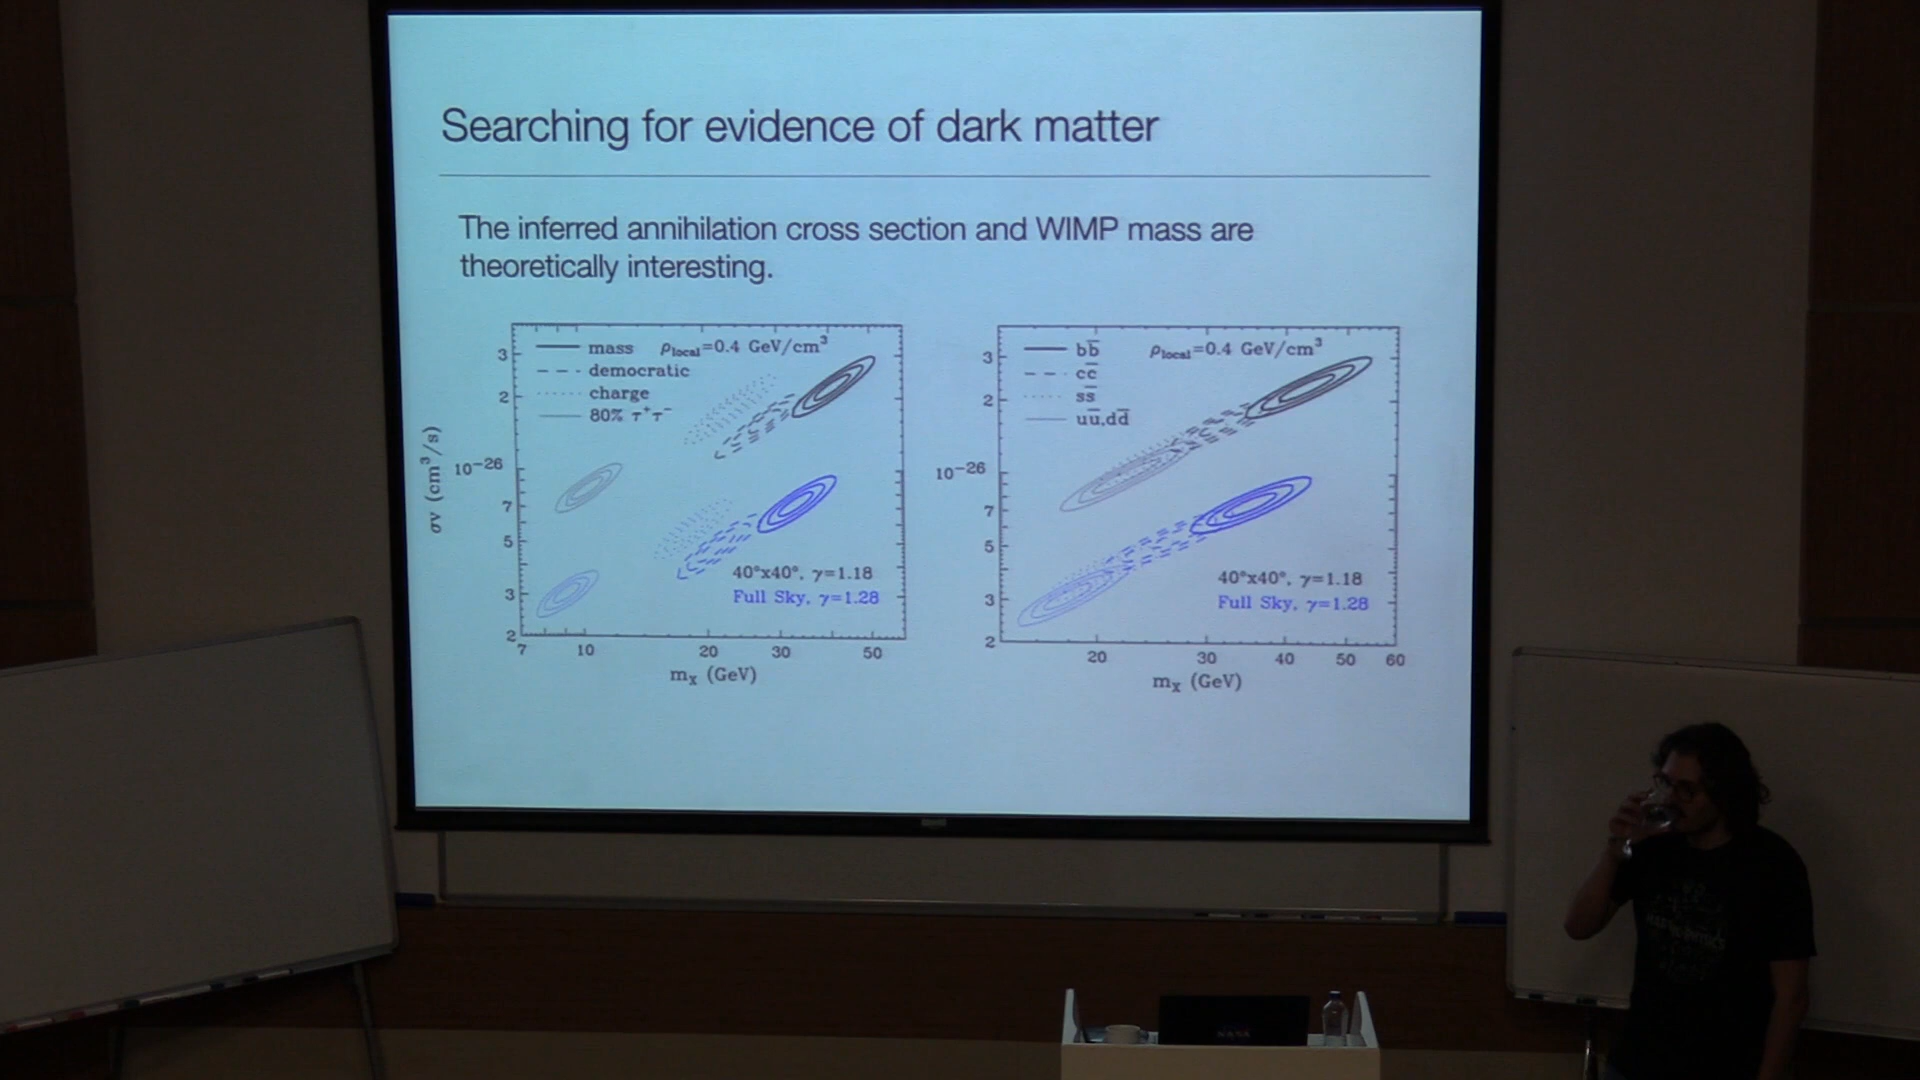 Searching for evidence of dark matter
The inferred annihilation cross section and WIMP mass are
theoretically interesting.
mass ρlocal=0.4 GeV/cm³
democratic
charge
80% τ⁺τ⁻
3
2
10⁻²⁶
7
5
3
2
σv (cm³/s)
40°x40°, γ=1.18
Full Sky, γ=1.28
7 10 20 30 50
mχ (GeV)
bb̅ ρlocal=0.4 GeV/cm³
cc̅
ss̅
uu̅,dd̅
3
2
10⁻²⁶
7
5
3
2
40°x40°, γ=1.18
Full Sky, γ=1.28
20 30 40 50 60
mχ (GeV)
NASA